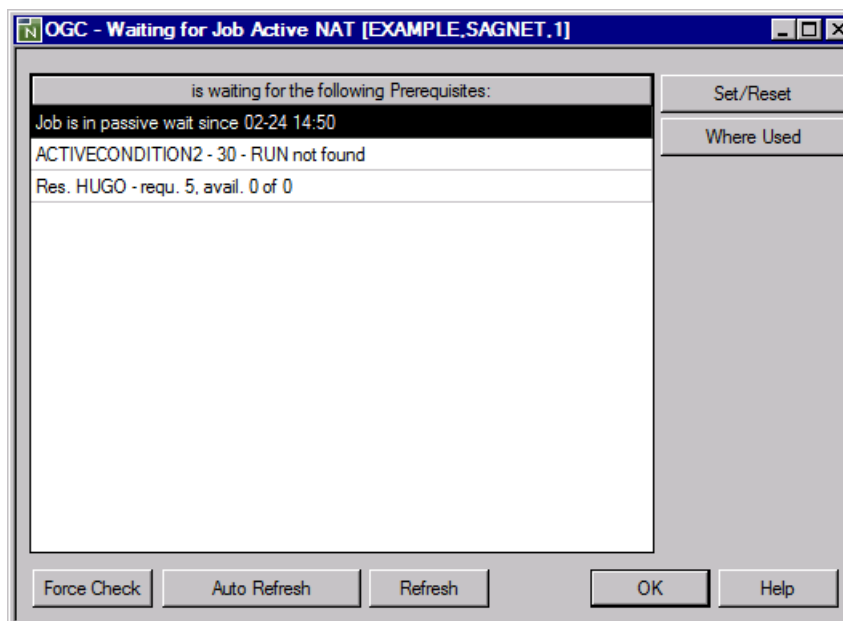 OGC - Waiting for Job Active NAT [EXAMPLE.SAGNET.1]
is waiting for the following Prerequisites:
Job is in passive wait since 02-24 14:50
ACTIVECONDITION2 - 30 - RUN not found
Res. HUGO - requ. 5, avail. 0 of 0
Set/Reset
Where Used
Force Check
Auto Refresh
Refresh
OK
Help